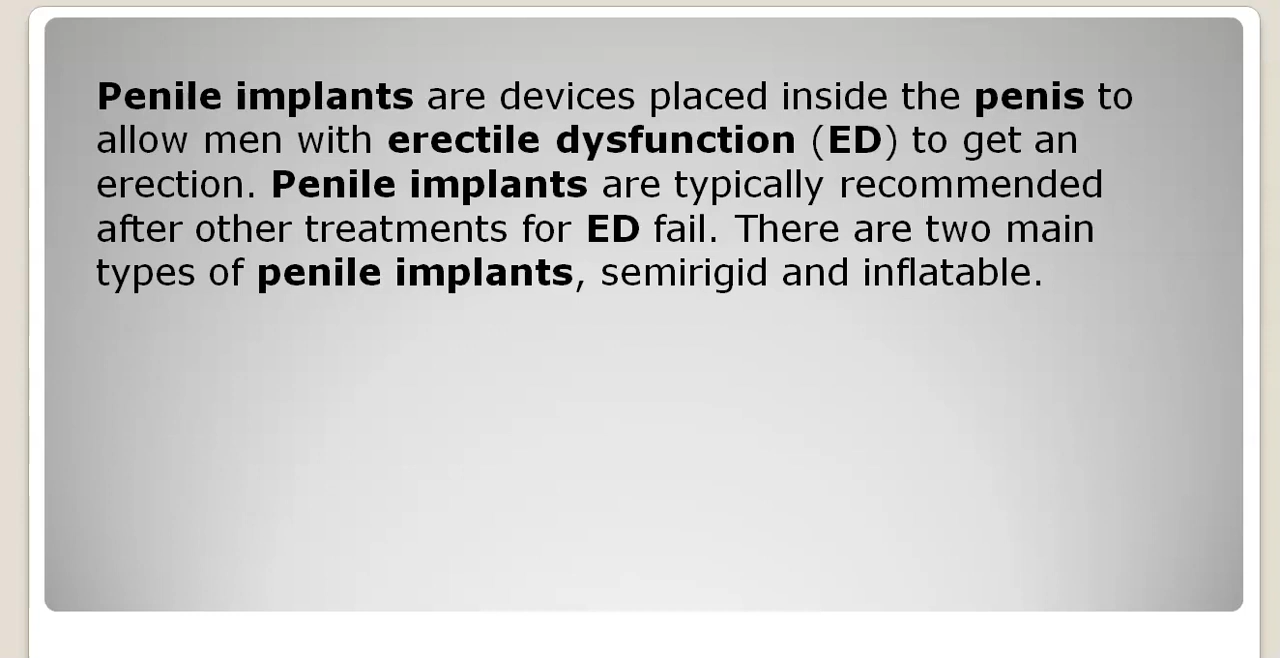 Penile implants are devices placed inside the penis to
allow men with erectile dysfunction (ED) to get an
erection. Penile implants are typically recommended
after other treatments for ED fail. There are two main
types of penile implants, semirigid and inflatable.